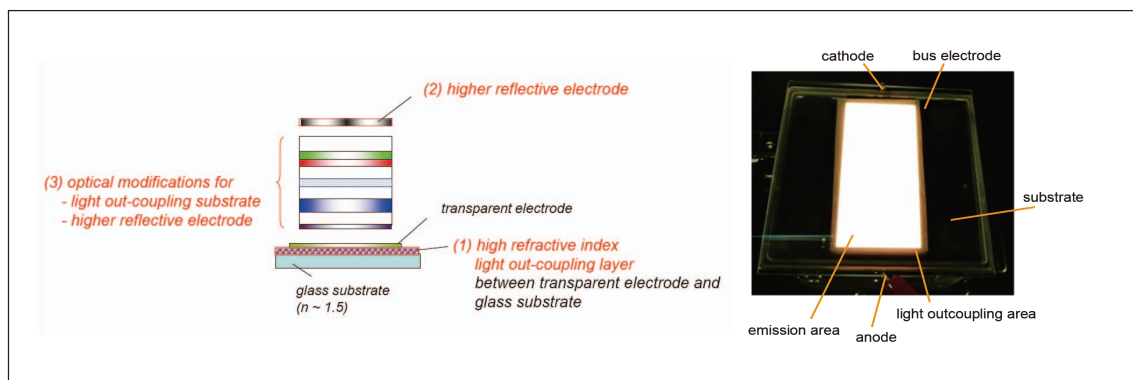 (2) higher reflective electrode
(3) optical modifications for
- light out-coupling substrate
- higher reflective electrode
transparent electrode
(1) high refractive index
light out-coupling layer
between transparent electrode and
glass substrate
glass substrate
(n ~ 1.5)
cathode
bus electrode
substrate
light outcoupling area
emission area
anode